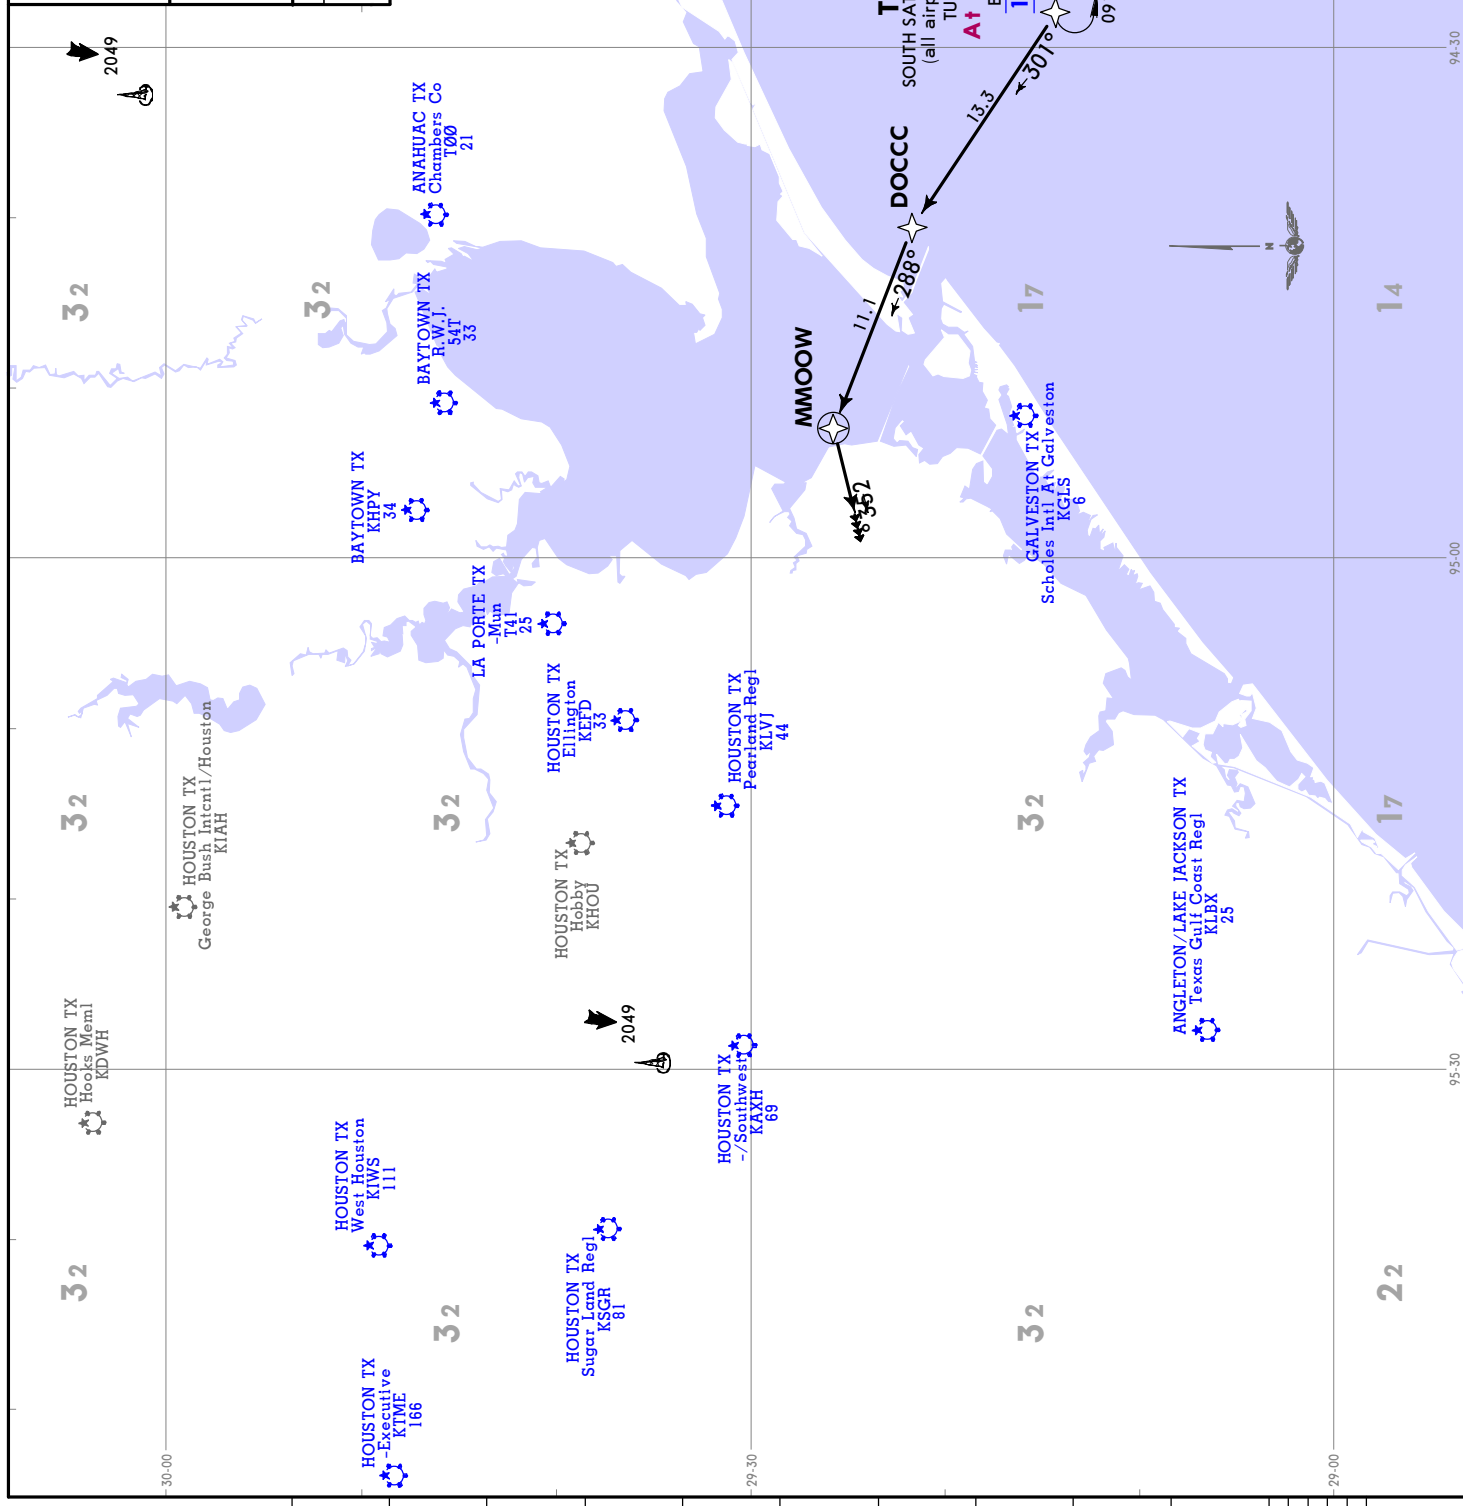 2049
ANAHUAC TX
Chambers Co
TØØ
21
SOUTH SAT
(all airp
TU
At
13.3
301°
09
94-30
DOCCC
BAYTOWN TX
R.W.J.
54T
33
32
32
17
14
N
11.1
288°
MMOOW
BAYTOWN TX
KHPY
34
352°
GALVESTON TX
Scholes Intl At Galveston
KGLS
6
95-00
LA PORTE TX
-Mun
T41
25
HOUSTON TX
Ellington
KEFD
33
HOUSTON TX
Pearland Regl
KLVJ
44
HOUSTON TX
George Bush Intcntl/Houston
KIAH
32
32
32
17
HOUSTON TX
Hobby
KHOU
ANGLETON/LAKE JACKSON TX
Texas Gulf Coast Regl
KLBX
25
HOUSTON TX
Hooks Meml
KDWH
2049
HOUSTON TX
-/Southwest
KAXH
69
95-30
HOUSTON TX
West Houston
KIWS
111
HOUSTON TX
Sugar Land Regl
KSGR
81
32
32
32
22
HOUSTON TX
-Executive
KTME
166
30-00
29-30
29-00